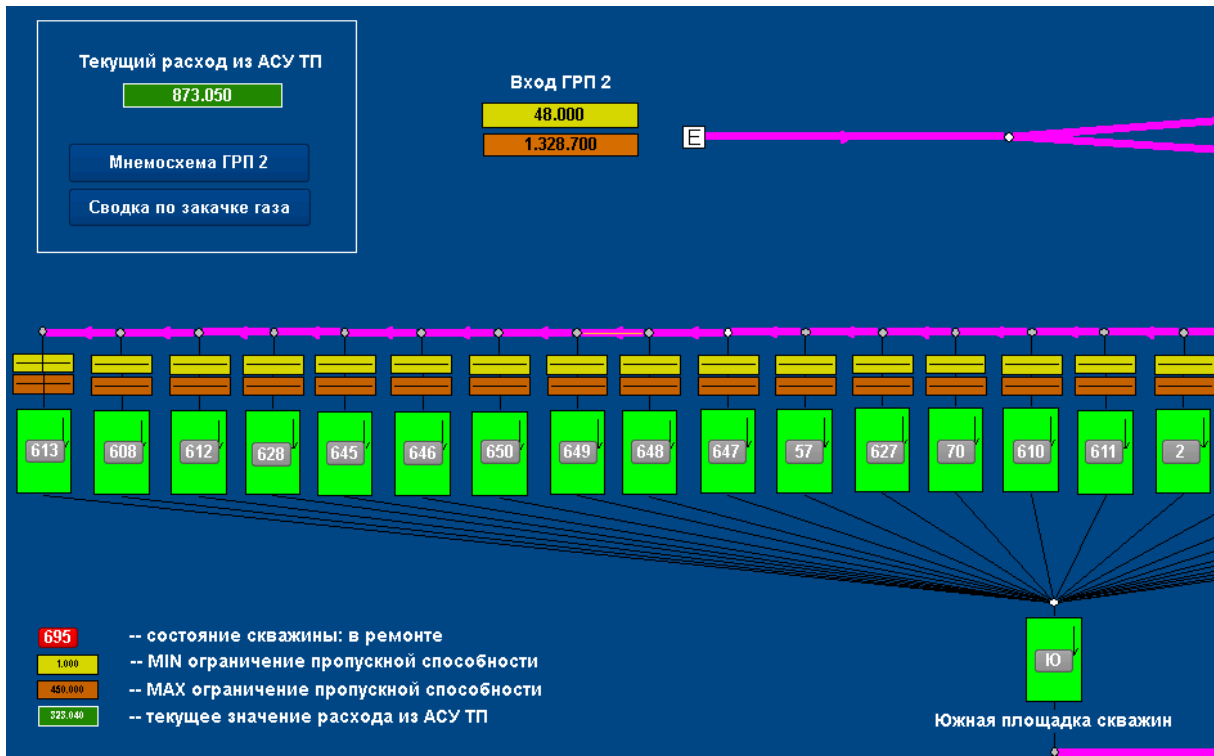 Текущий расход из АСУ ТП
873.050
Мнемосхема ГРП 2
Сводка по закачке газа
Вход ГРП 2
48.000
1.328.700
E
613 608 612 628 645 646 650 649 648 647 57 627 70 610 611 2
695 -- состояние скважины: в ремонте
1.000 -- MIN ограничение пропускной способности
450.000 -- MAX ограничение пропускной способности
323.040 -- текущее значение расхода из АСУ ТП
Ю
Южная площадка скважин